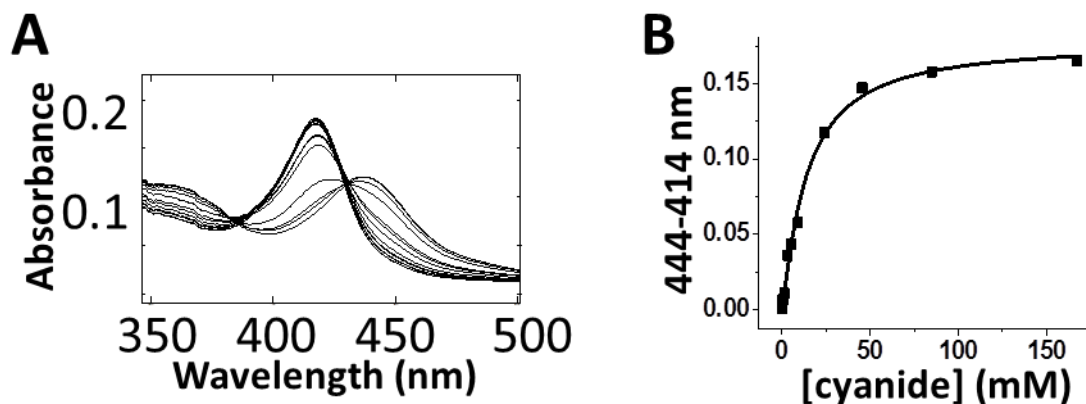 A
Absorbance
0.2
0.1
350 400 450 500
Wavelength (nm)
B
444-414 nm
0.15
0.10
0.05
0.00
0 50 100 150
[cyanide] (mM)